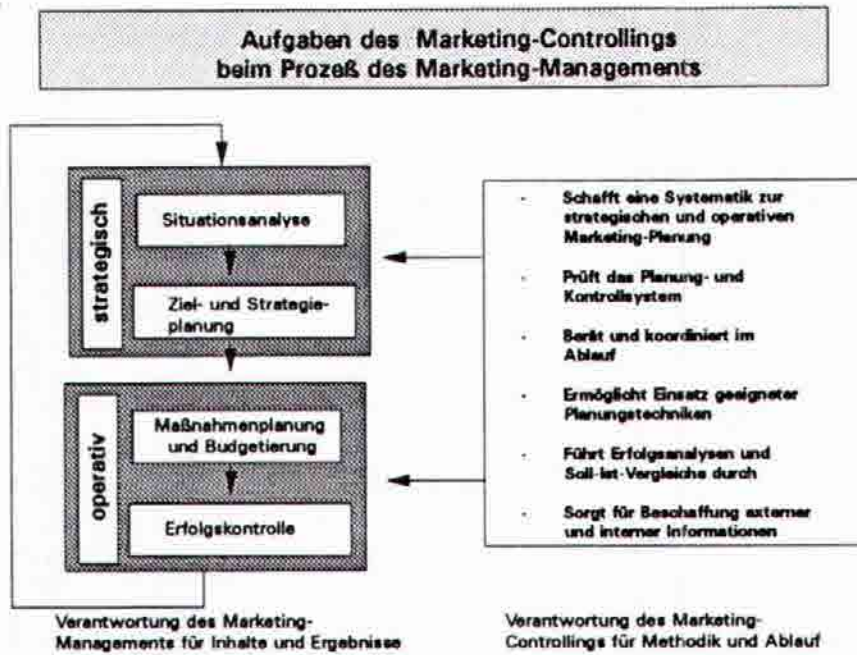 Aufgaben des Marketing-Controllings
beim Prozeß des Marketing-Managements
strategisch
Situationsanalyse
Ziel- und Strategie-
planung
operativ
Maßnahmenplanung
und Budgetierung
Erfolgskontrolle
· Schafft eine Systematik zur
strategischen und operativen
Marketing-Planung
· Prüft das Planung- und
Kontrollsystem
· Berät und koordiniert im
Ablauf
· Ermöglicht Einsatz geeigneter
Planungstechniken
· Führt Erfolgsanalysen und
Soll-Ist-Vergleiche durch
· Sorgt für Beschaffung externer
und interner Informationen
Verantwortung des Marketing-
Managements für Inhalte und Ergebnisse
Verantwortung des Marketing-
Controllings für Methodik und Ablauf